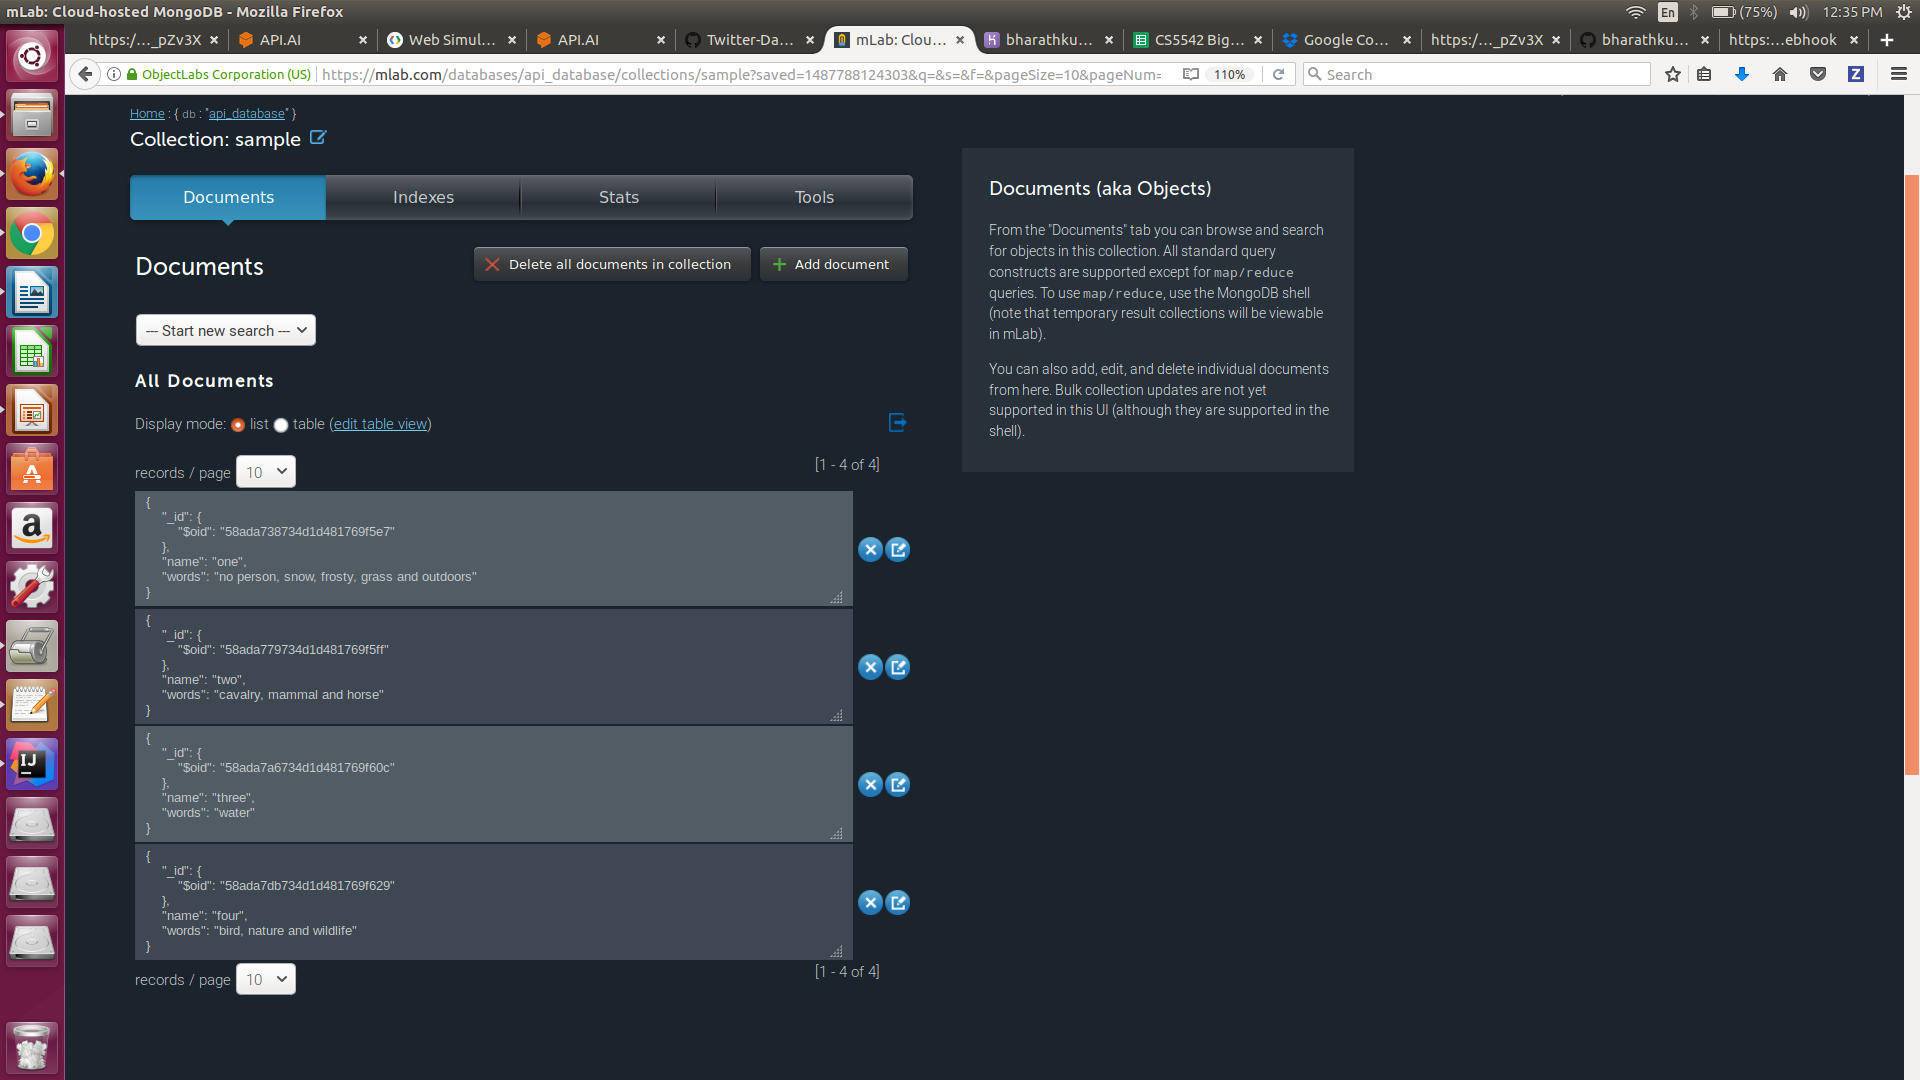 mLab: Cloud-hosted MongoDB - Mozilla Firefox
En
(75%)
12:35 PM
https:/..._pZv3X
API.AI
Web Simul...
API.AI
Twitter-Da...
mLab: Clou...
bharathku...
CS5542 Big...
Google Co...
https:/..._pZv3X
bharathku...
https:...ebhook
ObjectLabs Corporation (US)
https://mlab.com/databases/api_database/collections/sample?saved=1487788124303&q=&s=&f=&pageSize=10&pageNum=
110%
Search
Home : { db : "api_database" }
Collection: sample
Documents
Indexes
Stats
Tools
Documents
Delete all documents in collection
Add document
--- Start new search ---
All Documents
Display mode: list table (edit table view)
records / page 10
[1 - 4 of 4]
{
"_id": {
"$oid": "58ada738734d1d481769f5e7"
},
"name": "one",
"words": "no person, snow, frosty, grass and outdoors"
}
{
"_id": {
"$oid": "58ada779734d1d481769f5ff"
},
"name": "two",
"words": "cavalry, mammal and horse"
}
{
"_id": {
"$oid": "58ada7a6734d1d481769f60c"
},
"name": "three",
"words": "water"
}
{
"_id": {
"$oid": "58ada7db734d1d481769f629"
},
"name": "four",
"words": "bird, nature and wildlife"
}
records / page 10
[1 - 4 of 4]
Documents (aka Objects)
From the "Documents" tab you can browse and search
for objects in this collection. All standard query
constructs are supported except for map/reduce
queries. To use map/reduce, use the MongoDB shell
(note that temporary result collections will be viewable
in mLab).
You can also add, edit, and delete individual documents
from here. Bulk collection updates are not yet
supported in this UI (although they are supported in the
shell).